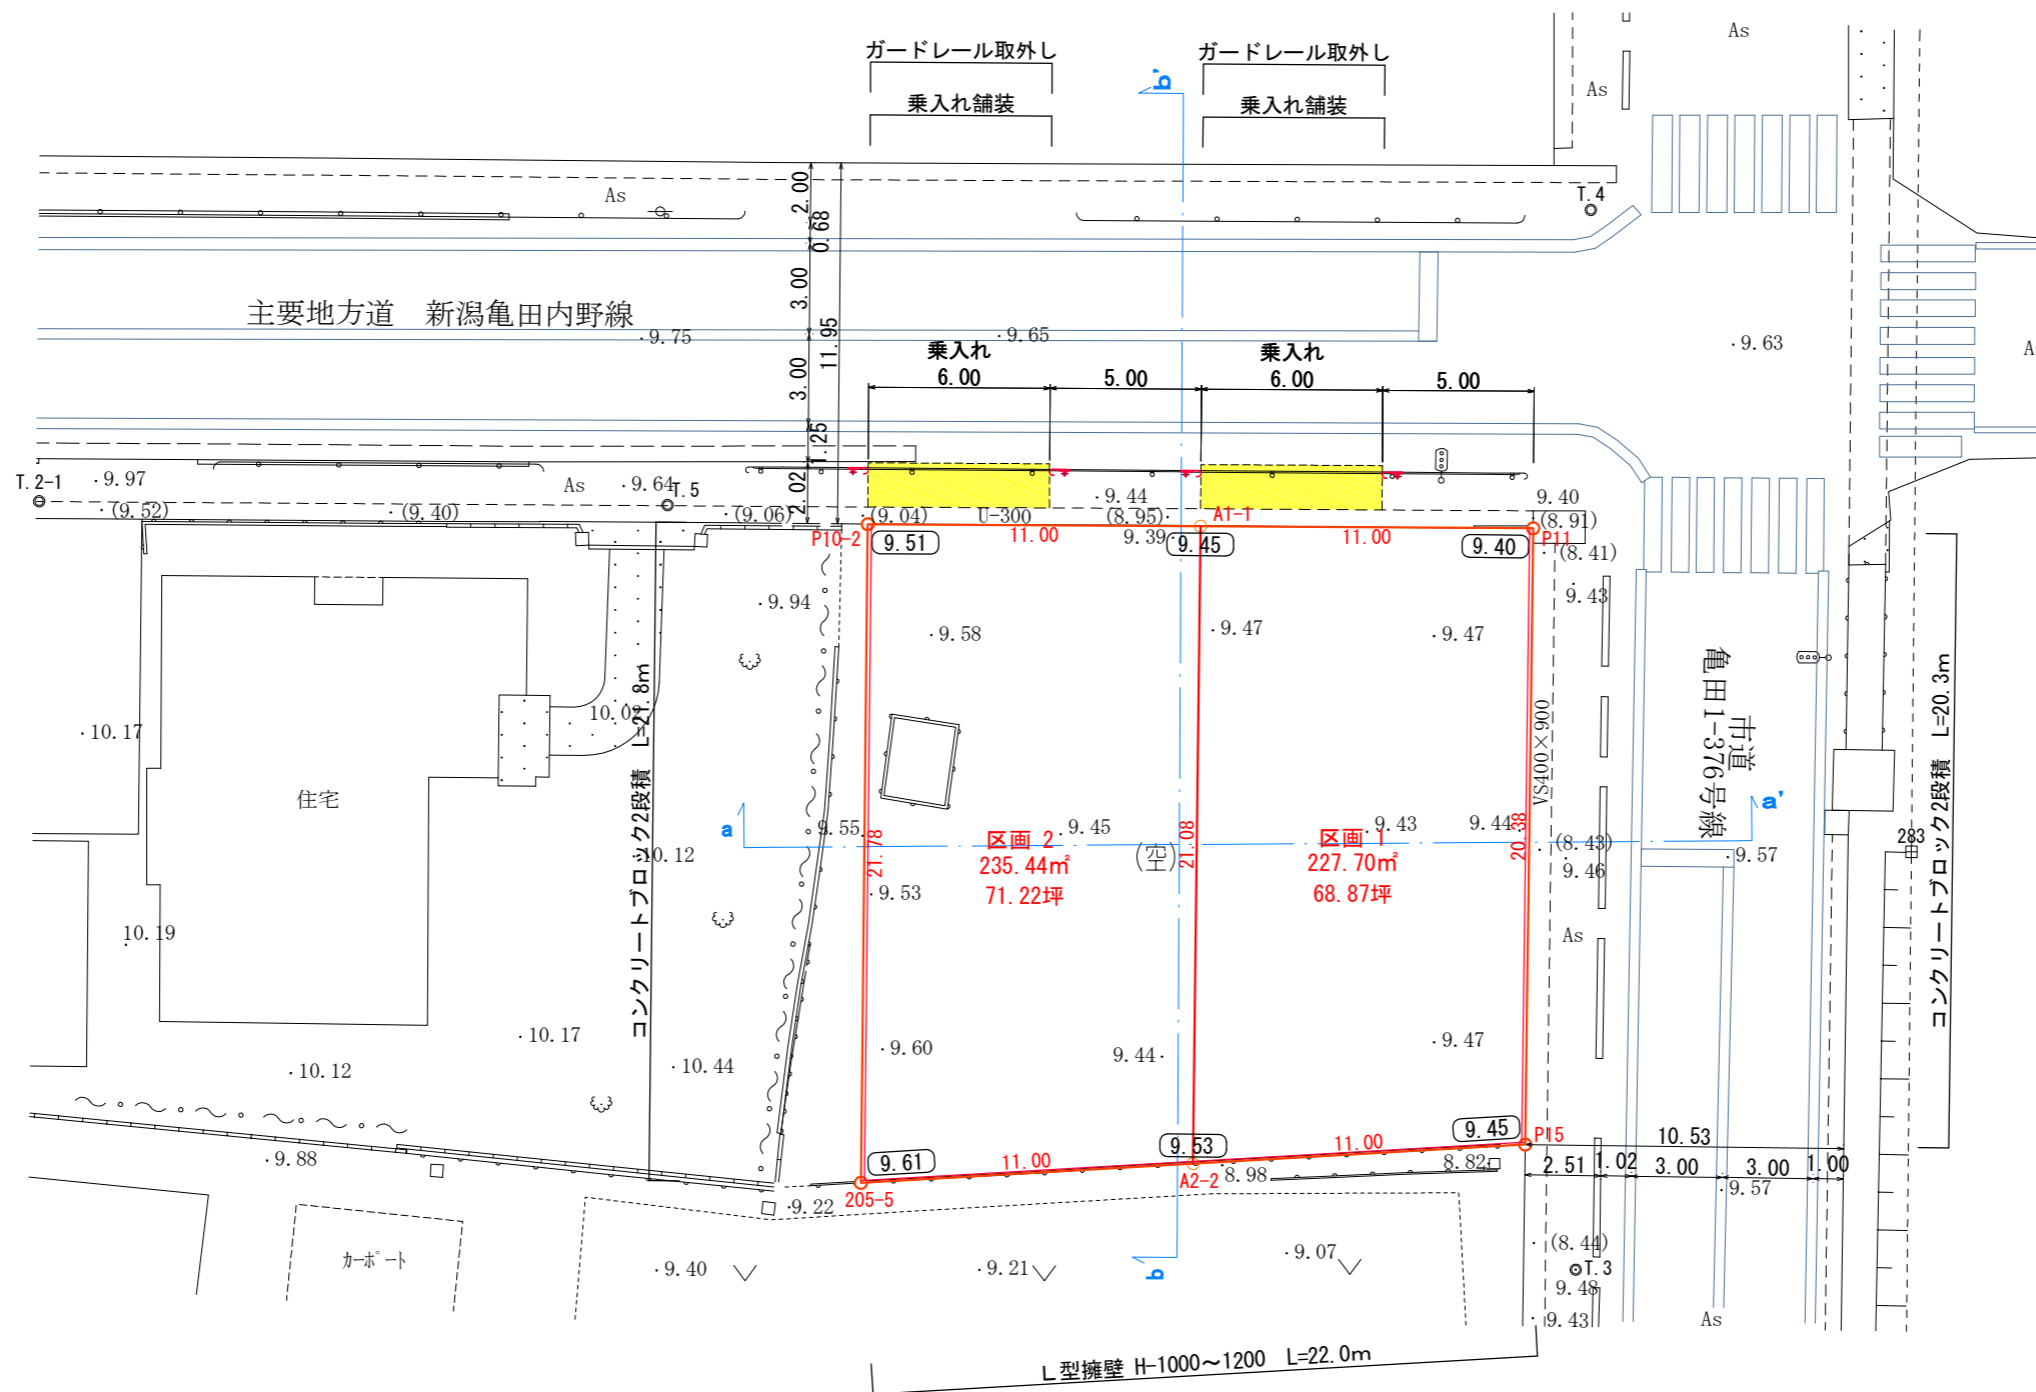 ガードレール取外し
ガードレール取外し
乗入れ舗装
乗入れ舗装
b'
As
As
As
T.4
2.00
0.68
3.00
11.95
3.00
1.25
2.02
主要地方道　新潟亀田内野線
9.75
9.65
9.63
乗入れ
乗入れ
6.00
5.00
6.00
5.00
T.2-1
9.97
As
9.64
T.5
(9.52)
(9.40)
(9.06)
(9.04)
U-300
9.44
(8.95)
A1-1
9.40
(8.91)
P10-2
9.51
11.00
9.39
9.45
11.00
9.40
P11
(8.41)
9.43
9.94
9.58
9.47
9.47
10.17
10.02
住宅
コンクリートブロック2段積　L=21.8m
VS400×900
市道
亀田1-376号線
コンクリートブロック2段積　L=20.3m
a
a'
283
10.12
9.55
21.78
9.45
(空)
21.08
9.43
9.44
20.38
(8.43)
9.46
9.57
区画 2
235.44㎡
71.22坪
区画 1
227.70㎡
68.87坪
9.53
10.19
As
10.17
10.44
10.12
9.60
9.44
9.47
9.88
9.61
11.00
9.53
11.00
9.45
P15
10.53
2.51
1.02
3.00
3.00
1.00
205-5
A2-2
8.98
8.82
9.57
9.22
カーポート
9.40
9.21
9.07
b
(8.44)
T.3
9.48
9.43
As
L型擁壁 H-1000～1200　L=22.0m